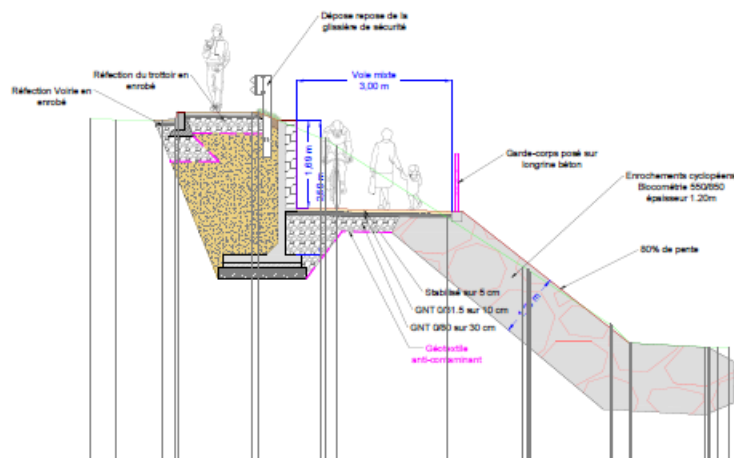 Dépose repose de la
glissière de sécurité
Réfection du trottoir en
enrobé
Réfection Voirie en
enrobé
Voie mixte
3,00 m
1,69 m
Garde-corps posé sur
longrine béton
Enrochements cyclopéens
Blocométrie 550/850
épaisseur 1.20m
80% de pente
Stabilisé sur 5 cm
GNT 0/31.5 sur 10 cm
GNT 0/80 sur 30 cm
Géotextile
anti-contaminant